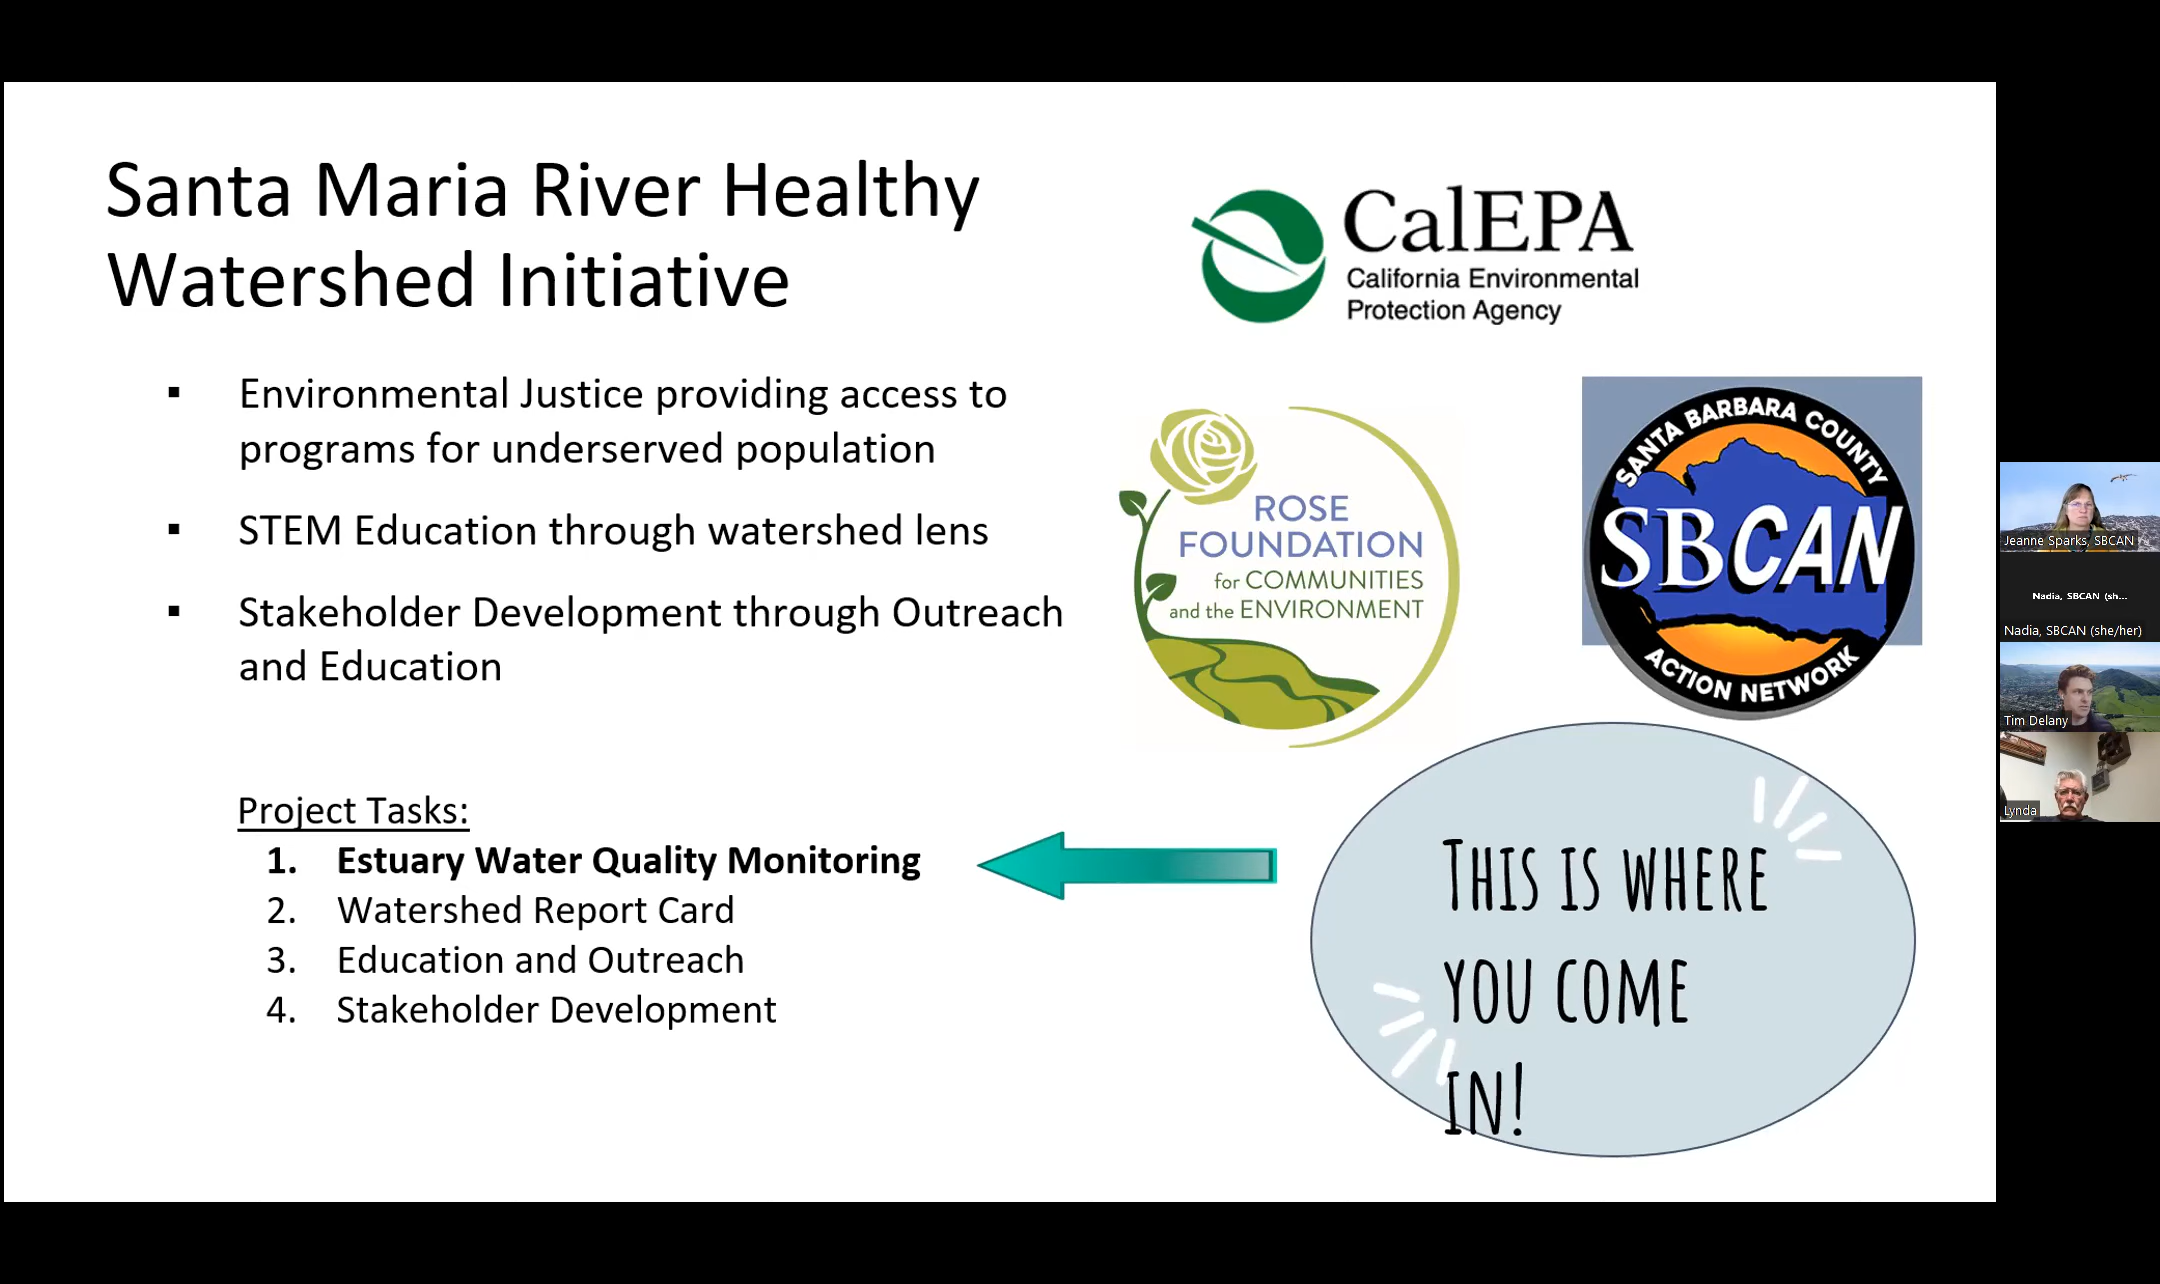 Santa Maria River Healthy
Watershed Initiative
▪ Environmental Justice providing access to
programs for underserved population
▪ STEM Education through watershed lens
▪ Stakeholder Development through Outreach
and Education
Project Tasks:
1. Estuary Water Quality Monitoring
2. Watershed Report Card
3. Education and Outreach
4. Stakeholder Development
CalEPA
California Environmental
Protection Agency
ROSE
FOUNDATION
for COMMUNITIES
and the ENVIRONMENT
SANTA BARBARA COUNTY
SBCAN
ACTION NETWORK
THIS IS WHERE
YOU COME
IN!
Jeanne Sparks, SBCAN
Nadia, SBCAN (sh...
Nadia, SBCAN (she/her)
Tim Delany
Lynda